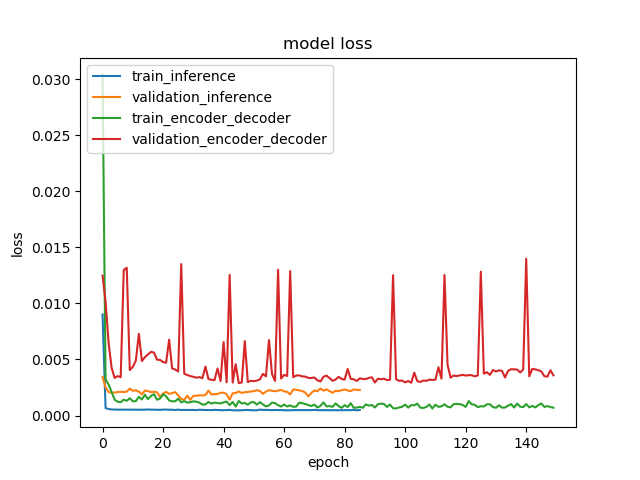 model loss
train_inference
validation_inference
train_encoder_decoder
validation_encoder_decoder
0.030
0.025
0.020
0.015
0.010
0.005
0.000
loss
0 20 40 60 80 100 120 140
epoch